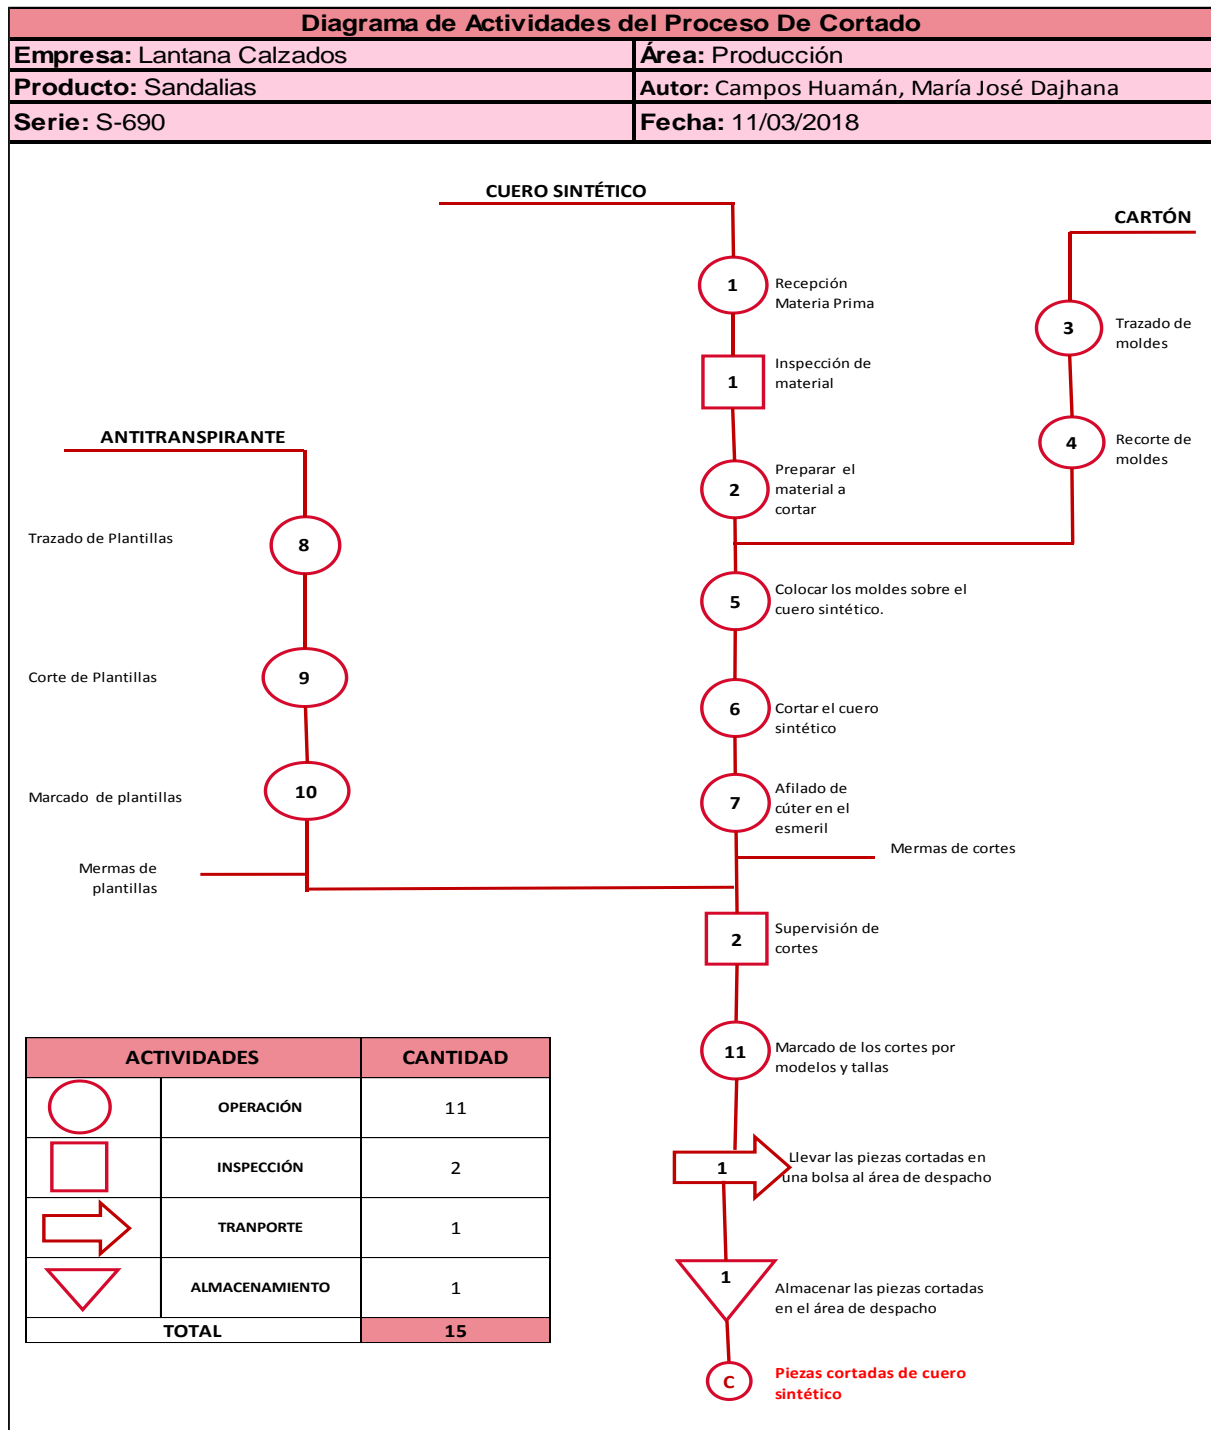 Diagrama de Actividades del Proceso De Cortado
Empresa: Lantana Calzados
Área: Producción
Producto: Sandalias
Autor: Campos Huamán, María José Dajhana
Serie: S-690
Fecha: 11/03/2018
CUERO SINTÉTICO
CARTÓN
1
Recepción
Materia Prima
3
Trazado de
moldes
1
Inspección de
material
ANTITRANSPIRANTE
4
Recorte de
moldes
2
Preparar el
material a
cortar
Trazado de Plantillas
8
5
Colocar los moldes sobre el
cuero sintético.
Corte de Plantillas
9
6
Cortar el cuero
sintético
Marcado de plantillas
10
7
Afilado de
cúter en el
esmeril
Mermas de cortes
Mermas de
plantillas
2
Supervisión de
cortes
11
Marcado de los cortes por
modelos y tallas
1
Llevar las piezas cortadas en
una bolsa al área de despacho
1
Almacenar las piezas cortadas
en el área de despacho
C
Piezas cortadas de cuero
sintético
ACTIVIDADES CANTIDAD
OPERACIÓN 11
INSPECCIÓN 2
TRANPORTE 1
ALMACENAMIENTO 1
TOTAL 15